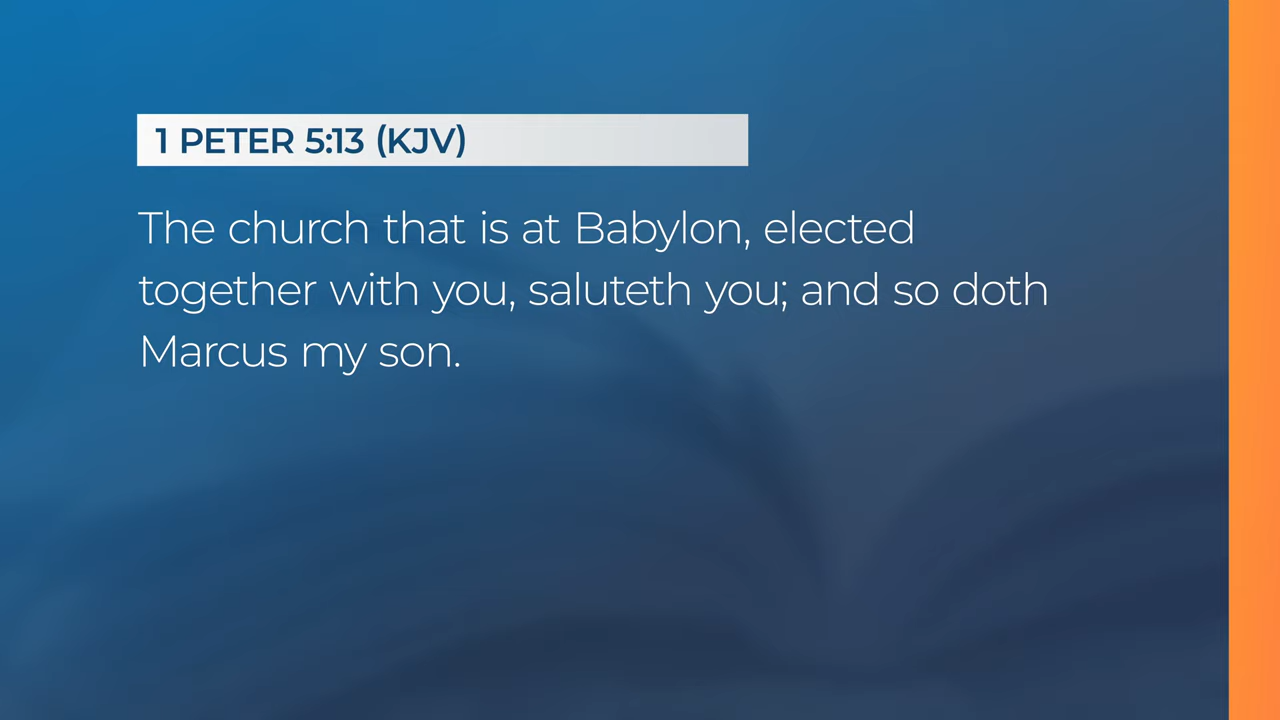 1 PETER 5:13 (KJV)
The church that is at Babylon, elected
together with you, saluteth you; and so doth
Marcus my son.